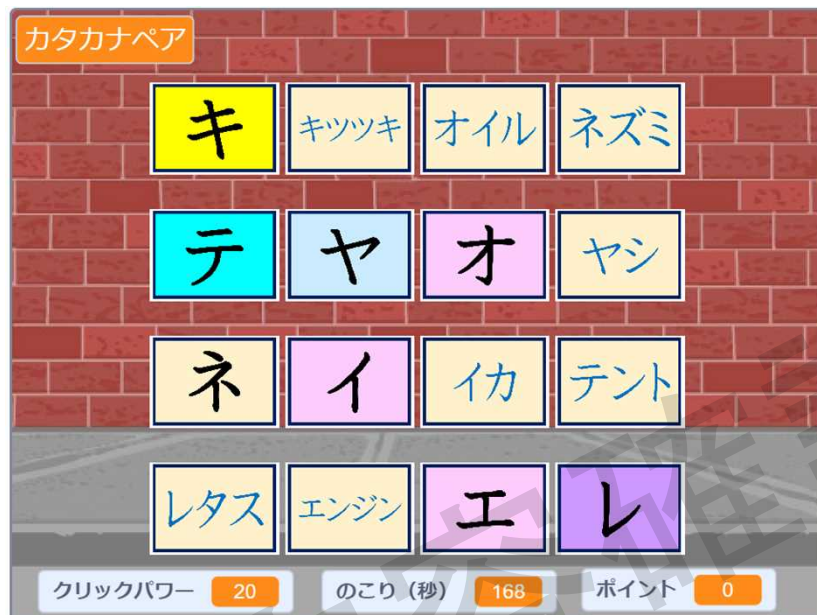 カタカナペア
キ キツツキ オイル ネズミ
テ ヤ オ ヤシ
ネ イ イカ テント
レタス エンジン エ レ
クリックパワー 20 のこり（秒） 168 ポイント 0